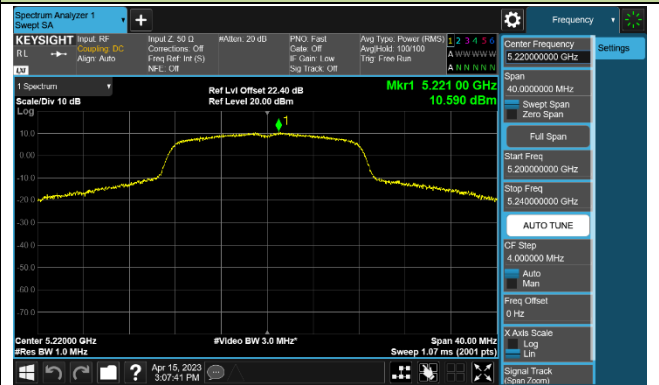 Spectrum Analyzer 1
Swept SA
Frequency
KEYSIGHT
RL
LXI
Input: RF
Coupling: DC
Align: Auto
Input Z: 50 Ω
Corrections: Off
Freq Ref: Int (S)
NFE: Off
#Atten: 20 dB
PNO: Fast
Gate: Off
IF Gain: Low
Sig Track: Off
Avg Type: Power (RMS)
Avg|Hold: 100/100
Trig: Free Run
1 2 3 4 5 6
A W W W W W
A N N N N N
1 Spectrum
Scale/Div 10 dB
Log
Ref Lvl Offset 22.40 dB
Ref Level 20.00 dBm
Mkr1 5.221 00 GHz
10.590 dBm
1
10.0
0.00
-10.0
-20.0
-30.0
-40.0
-50.0
-60.0
-70.0
Center 5.22000 GHz
#Res BW 1.0 MHz
#Video BW 3.0 MHz*
Span 40.00 MHz
Sweep 1.07 ms (2001 pts)
Center Frequency
5.220000000 GHz
Span
40.0000000 MHz
Swept Span
Zero Span
Full Span
Start Freq
5.200000000 GHz
Stop Freq
5.240000000 GHz
AUTO TUNE
CF Step
4.000000 MHz
Auto
Man
Freq Offset
0 Hz
X Axis Scale
Log
Lin
Signal Track
(Span Zoom)
Settings
?
Apr 15, 2023
3:07:41 PM